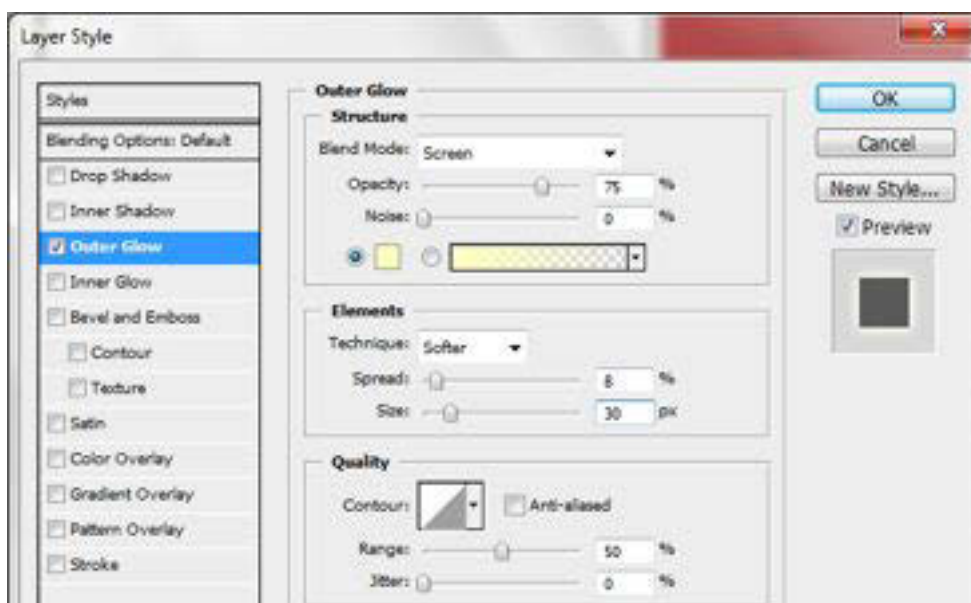 Layer Style
Styles
Blending Options: Default
Drop Shadow
Inner Shadow
Outer Glow
Inner Glow
Bevel and Emboss
Contour
Texture
Satin
Color Overlay
Gradient Overlay
Pattern Overlay
Stroke
Outer Glow
Structure
Blend Mode: Screen
Opacity: 75 %
Noise: 0 %
Elements
Technique: Softer
Spread: 8 %
Size: 30 px
Quality
Contour: Anti-aliased
Range: 50 %
Jitter: 0 %
OK
Cancel
New Style...
Preview